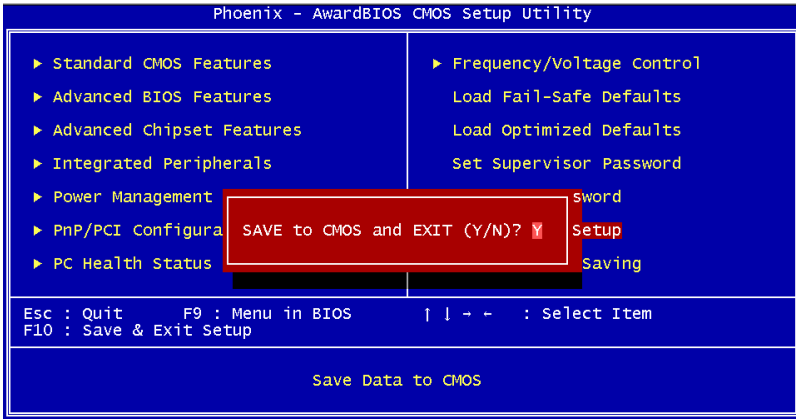 Phoenix - AwardBIOS CMOS Setup Utility
▶ Standard CMOS Features
▶ Advanced BIOS Features
▶ Advanced Chipset Features
▶ Integrated Peripherals
▶ Power Management
▶ PnP/PCI Configura
▶ PC Health Status
▶ Frequency/Voltage Control
Load Fail-Safe Defaults
Load Optimized Defaults
Set Supervisor Password
sword
Setup
Saving
SAVE to CMOS and EXIT (Y/N)? Y
Esc : Quit F9 : Menu in BIOS ↑ ↓ → ← : Select Item
F10 : Save & Exit Setup
Save Data to CMOS